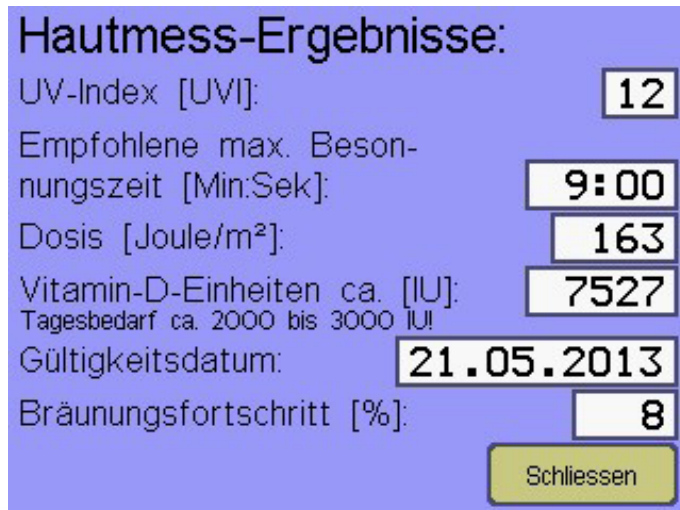 Hautmess-Ergebnisse:
UV-Index [UVI]: 12
Empfohlene max. Beson-
nungszeit [Min:Sek]: 9:00
Dosis [Joule/m²]: 163
Vitamin-D-Einheiten ca. [IU]: 7527
Tagesbedarf ca. 2000 bis 3000 IU!
Gültigkeitsdatum: 21.05.2013
Bräunungsfortschritt [%]: 8
Schliessen